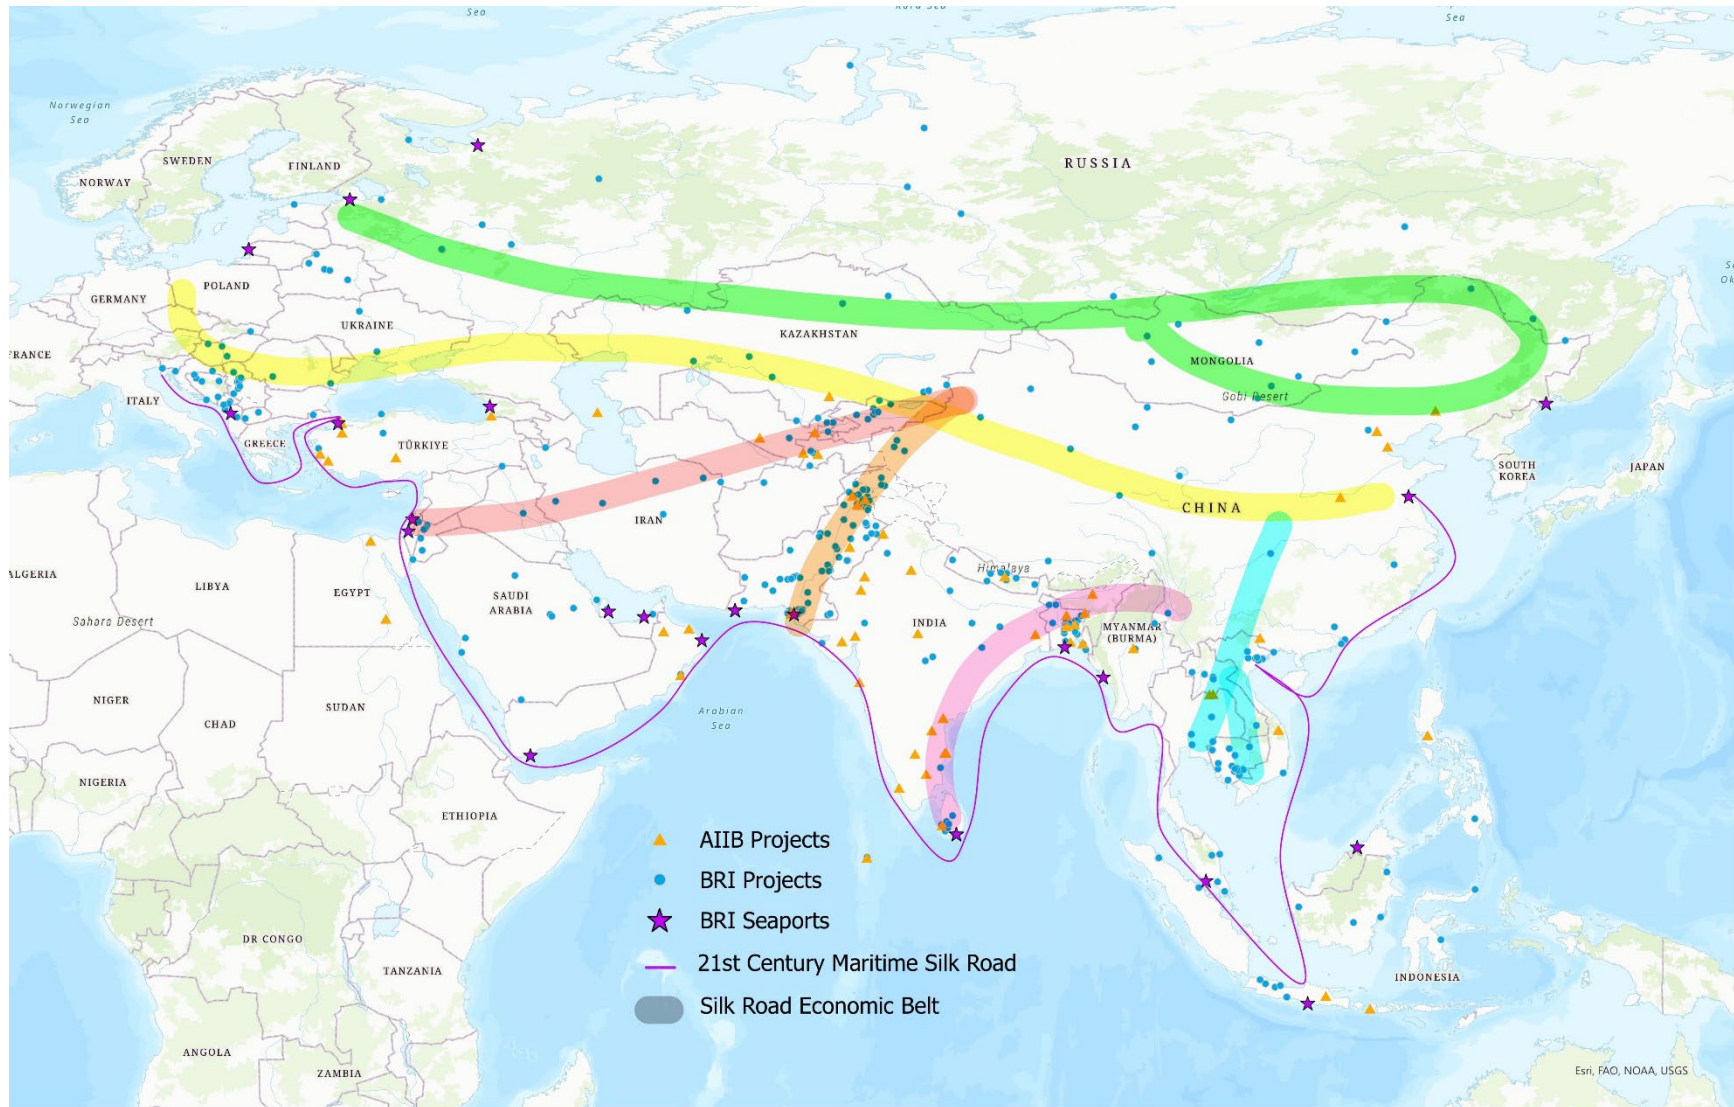 Sea
Kara Sea
Sea
Norwegian
Sea
SWEDEN
FINLAND
NORWAY
RUSSIA
POLAND
GERMANY
UKRAINE
KAZAKHSTAN
FRANCE
MONGOLIA
ITALY
Gobi Desert
GREECE
TÜRKIYE
SOUTH
KOREA
JAPAN
CHINA
IRAN
ALGERIA
LIBYA
EGYPT
SAUDI
ARABIA
Himalaya
Sahara Desert
INDIA
MYANMAR
(BURMA)
NIGER
CHAD
SUDAN
Arabian
Sea
NIGERIA
ETHIOPIA
AIIB Projects
BRI Projects
BRI Seaports
21st Century Maritime Silk Road
Silk Road Economic Belt
DR CONGO
TANZANIA
INDONESIA
ANGOLA
ZAMBIA
Esri, FAO, NOAA, USGS